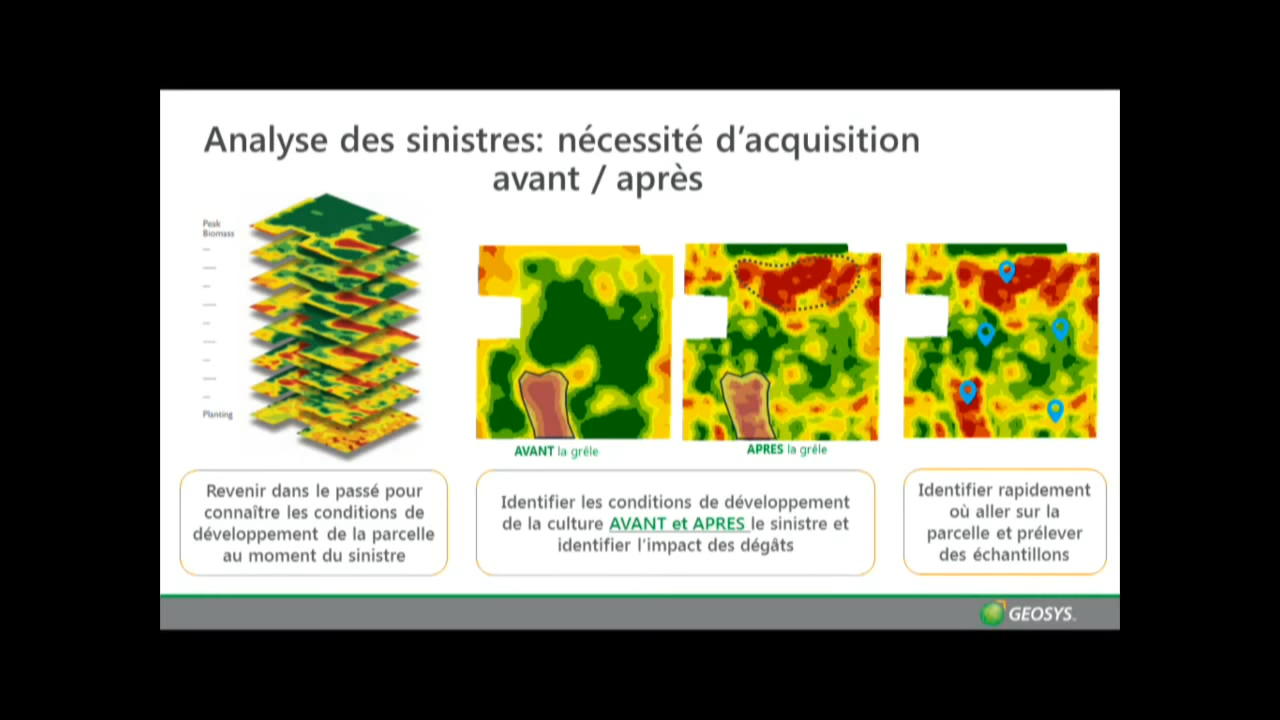 Analyse des sinistres: nécessité d'acquisition
avant / après
Peak
Biomass
Planting
AVANT la grêle
APRES la grêle
Revenir dans le passé pour
connaître les conditions de
développement de la parcelle
au moment du sinistre
Identifier les conditions de développement
de la culture AVANT et APRES le sinistre et
identifier l'impact des dégâts
Identifier rapidement
où aller sur la
parcelle et prélever
des échantillons
GEOSYS